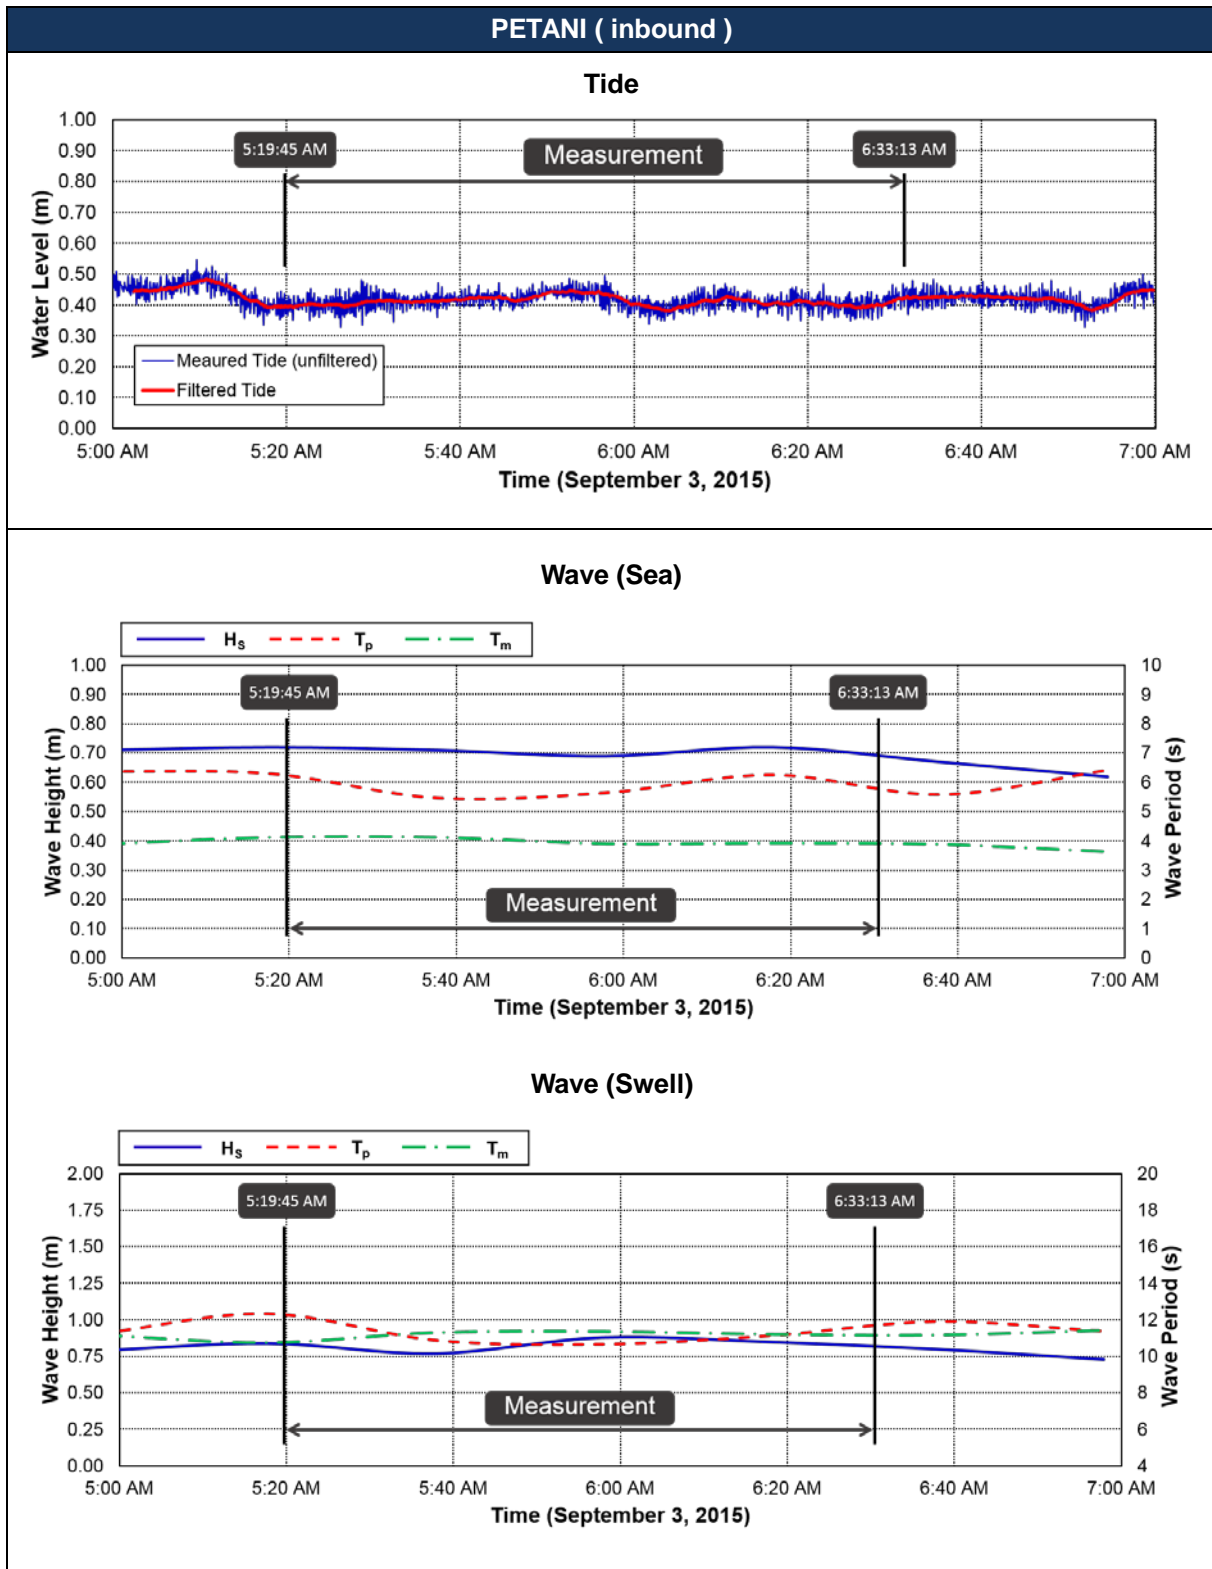 PETANI ( inbound )
Tide
1.00
0.90
0.80
0.70
0.60
0.50
0.40
0.30
0.20
0.10
0.00
Water Level (m)
5:19:45 AM
Measurement
6:33:13 AM
Meaured Tide (unfiltered)
Filtered Tide
5:00 AM 5:20 AM 5:40 AM 6:00 AM 6:20 AM 6:40 AM 7:00 AM
Time (September 3, 2015)
Wave (Sea)
Hs Tp Tm
1.00
0.90
0.80
0.70
0.60
0.50
0.40
0.30
0.20
0.10
0.00
Wave Height (m)
5:19:45 AM
6:33:13 AM
Measurement
10
9
8
7
6
5
4
3
2
1
0
Wave Period (s)
5:00 AM 5:20 AM 5:40 AM 6:00 AM 6:20 AM 6:40 AM 7:00 AM
Time (September 3, 2015)
Wave (Swell)
Hs Tp Tm
2.00
1.75
1.50
1.25
1.00
0.75
0.50
0.25
0.00
Wave Height (m)
5:19:45 AM
6:33:13 AM
Measurement
20
18
16
14
12
10
8
6
4
Wave Period (s)
5:00 AM 5:20 AM 5:40 AM 6:00 AM 6:20 AM 6:40 AM 7:00 AM
Time (September 3, 2015)